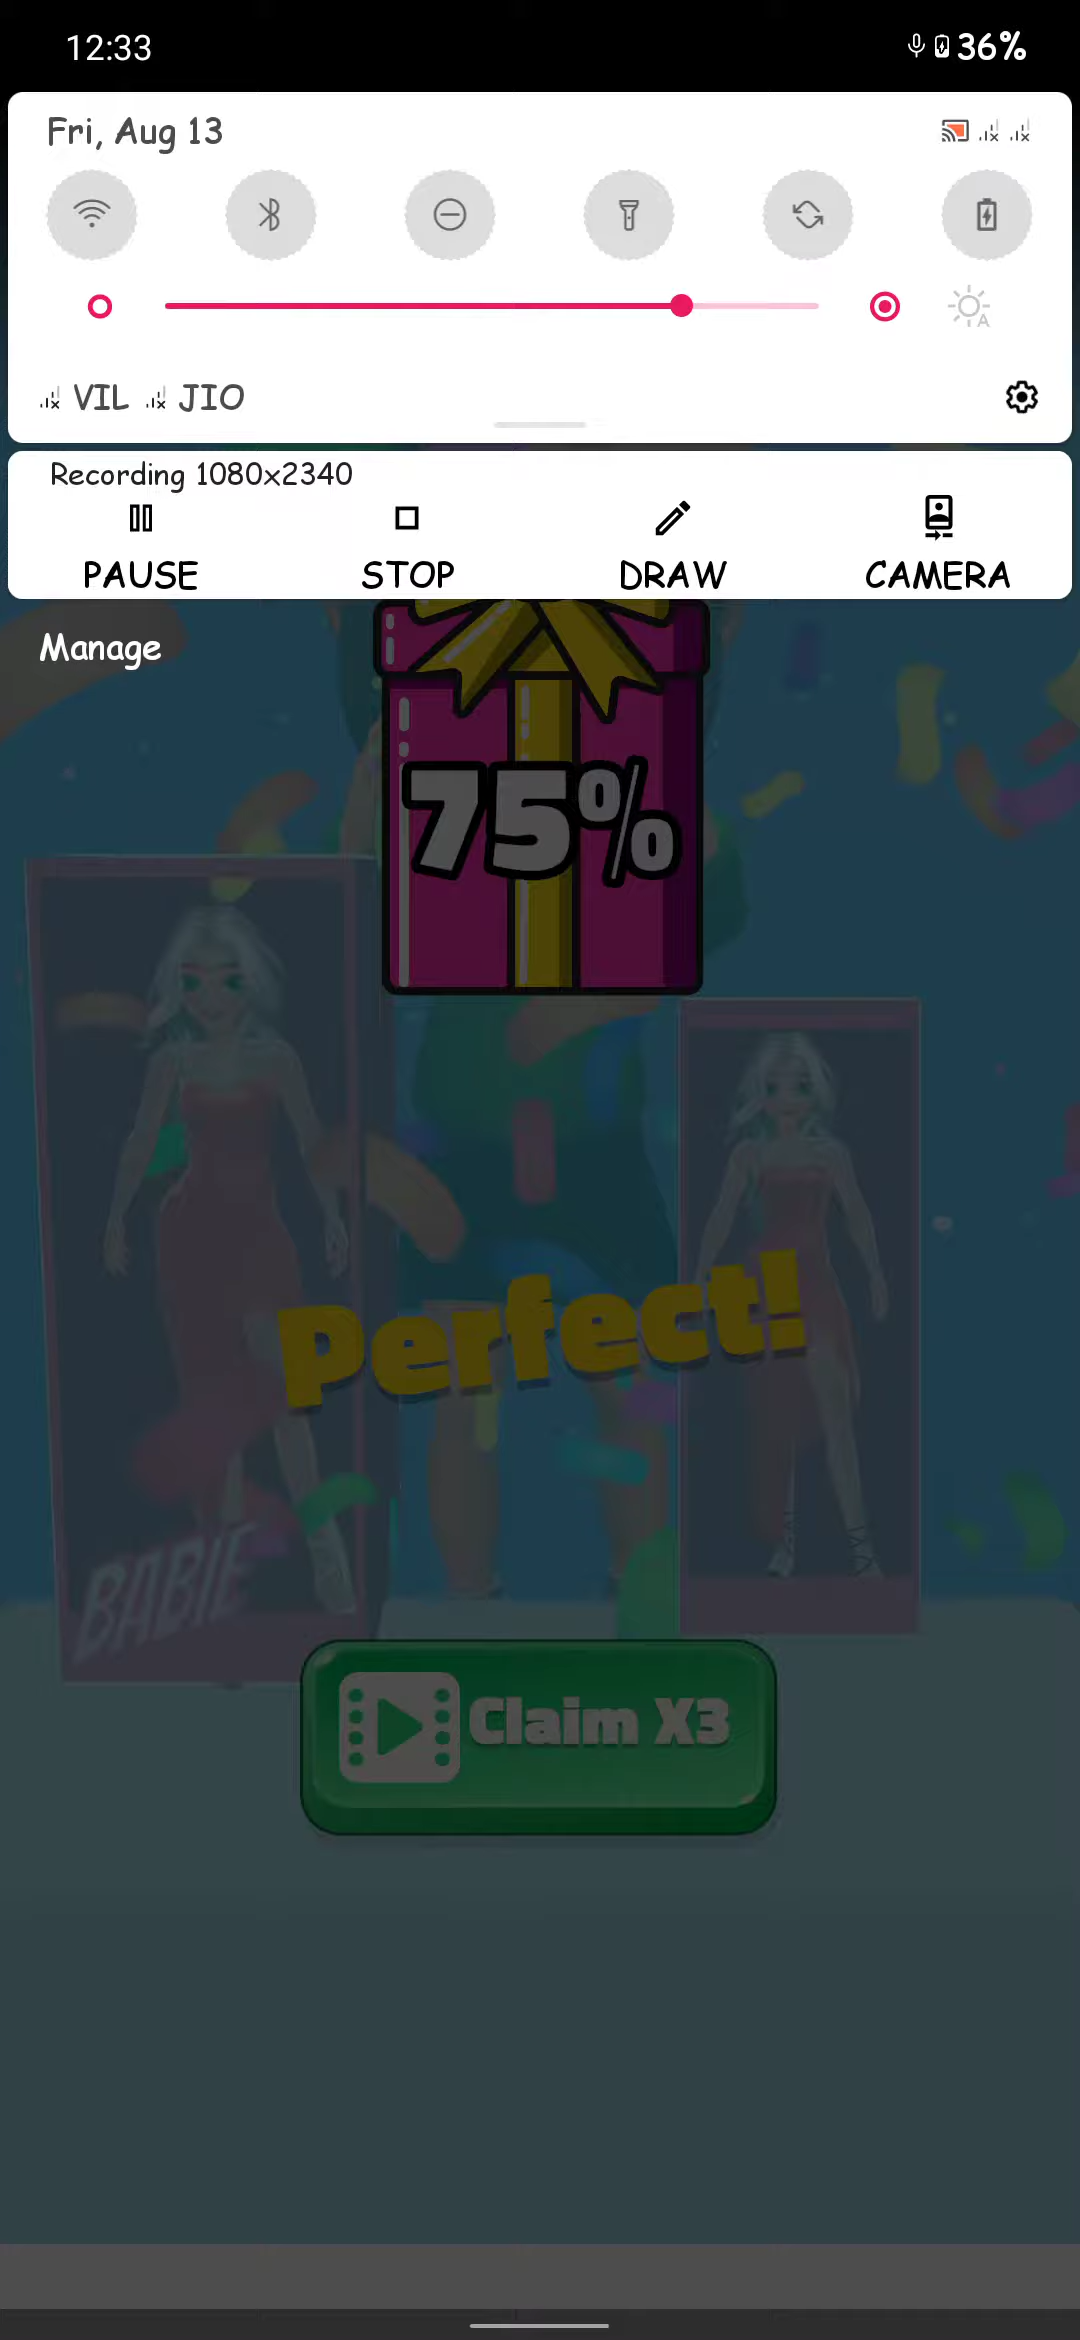 12:33 36%
Fri, Aug 13
VIL JIO
Recording 1080x2340
PAUSE STOP DRAW CAMERA
Manage
75%
Perfect!
BABIE
Claim X3